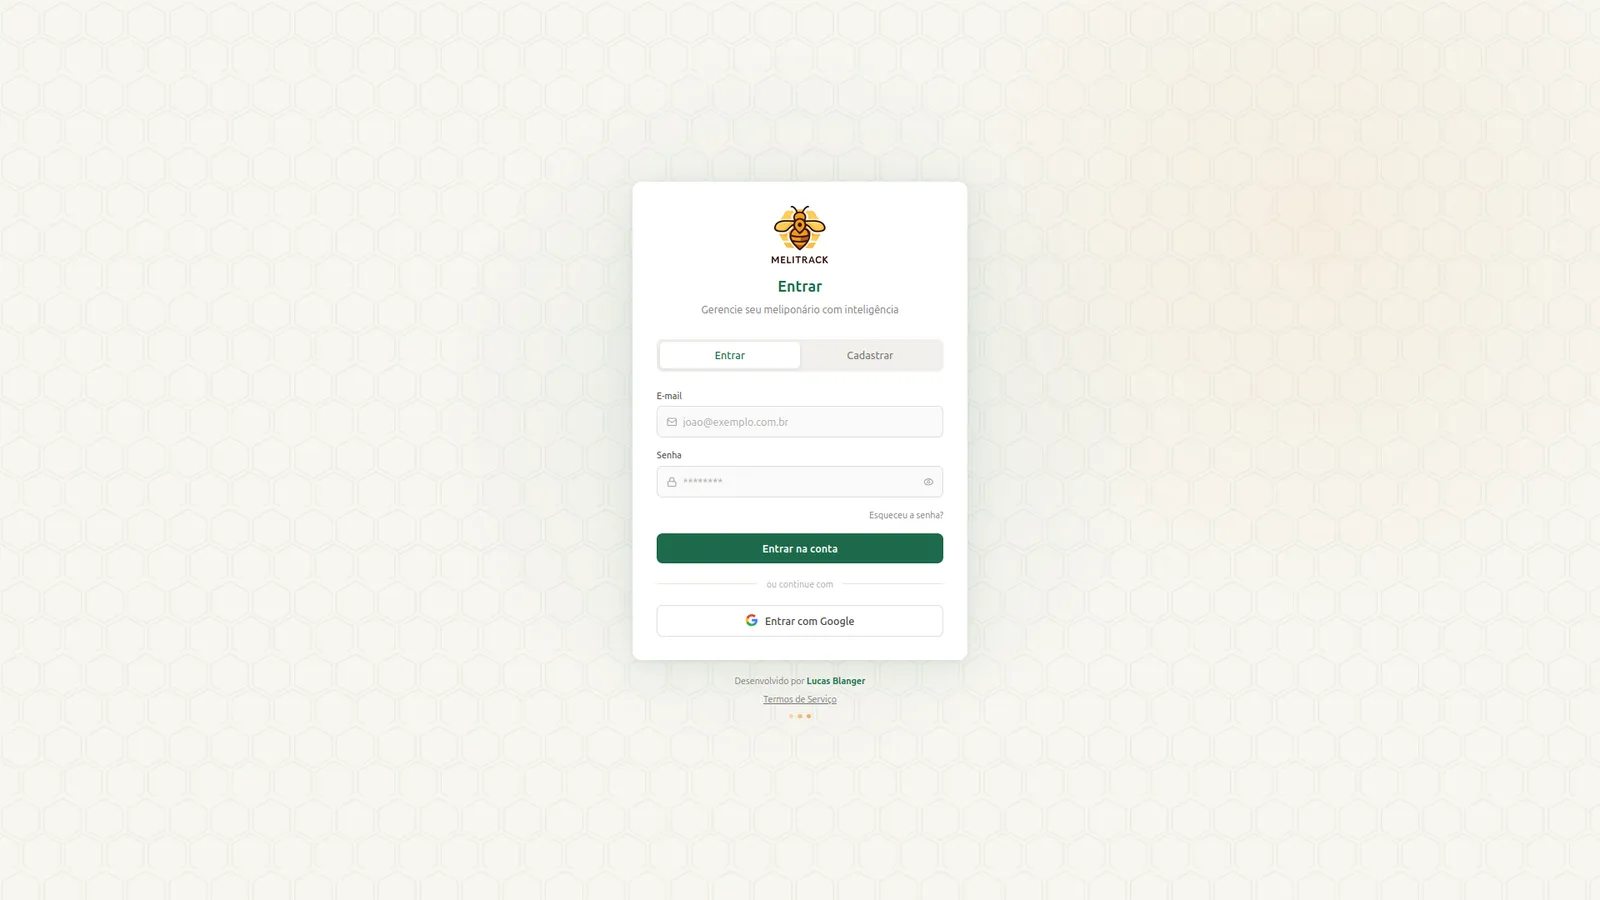 MELITRACK
Entrar
Gerencie seu meliponário com inteligência
Entrar
Cadastrar
E-mail
joao@exemplo.com.br
Senha
********
Esqueceu a senha?
Entrar na conta
ou continue com
Entrar com Google
Desenvolvido por Lucas Blanger
Termos de Serviço